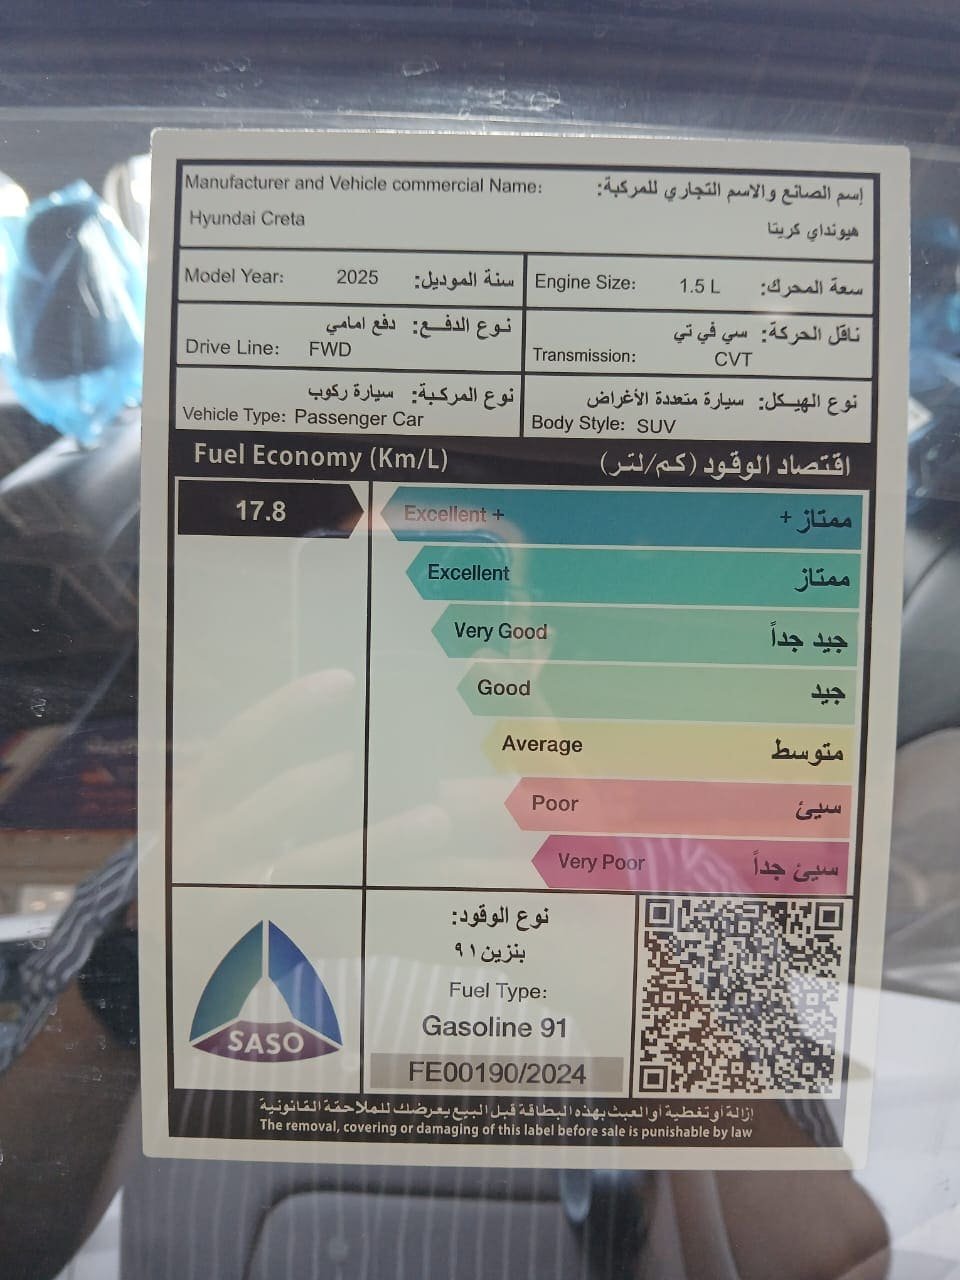 Manufacturer and Vehicle commercial Name: إسم الصانع والاسم التجاري للمركبة:
Hyundai Creta هيونداي كريتا
Model Year: 2025 سنة الموديل:
Engine Size: 1.5 L سعة المحرك:
نوع الدفـــع: دفع امامي
Drive Line: FWD
ناقل الحركة: سي في تي
Transmission: CVT
نوع المركـبة: سيارة ركوب
Vehicle Type: Passenger Car
نوع الهيــكل: سيارة متعددة الأغراض
Body Style: SUV
Fuel Economy (Km/L) اقتصاد الوقود (كم/لتر)
17.8
Excellent + ممتاز +
Excellent ممتاز
Very Good جيد جداً
Good جيد
Average متوسط
Poor سيئ
Very Poor سيئ جداً
SASO
نوع الوقود:
بنزين ٩١
Fuel Type:
Gasoline 91
FE00190/2024
إزالة أو تغطية أو العبث بهذه البطاقة قبل البيع يعرضك للملاحقة القانونية
The removal, covering or damaging of this label before sale is punishable by law